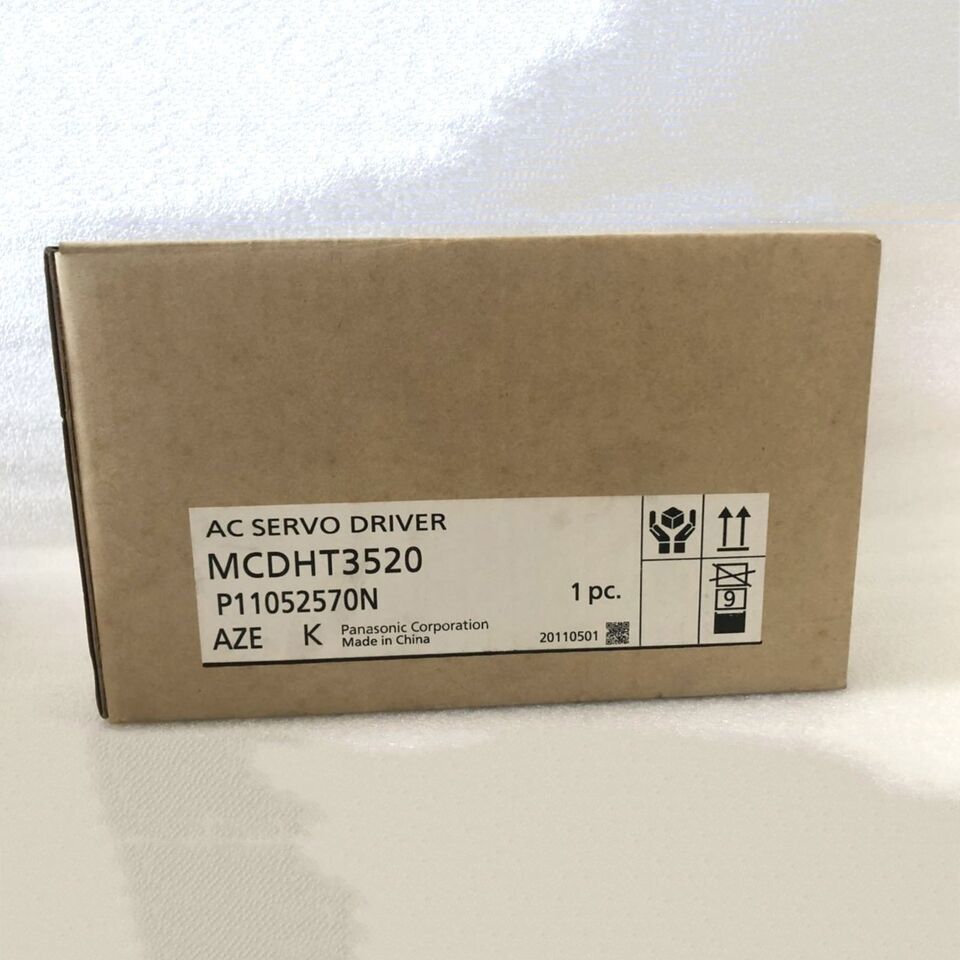 AC SERVO DRIVER
MCDHT3520
P11052570N
1 pc.
AZE K Panasonic Corporation
Made in China
20110501
9